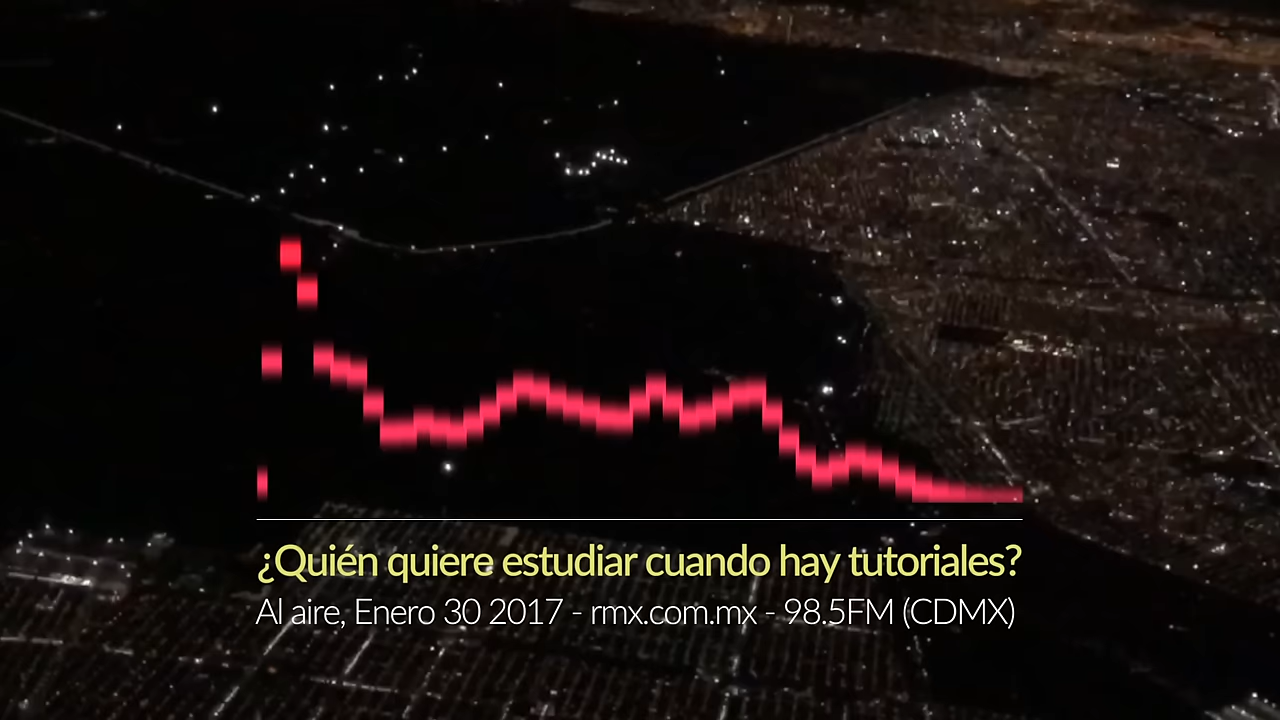 ¿Quién quiere estudiar cuando hay tutoriales?
Al aire, Enero 30 2017 - rmx.com.mx - 98.5FM (CDMX)